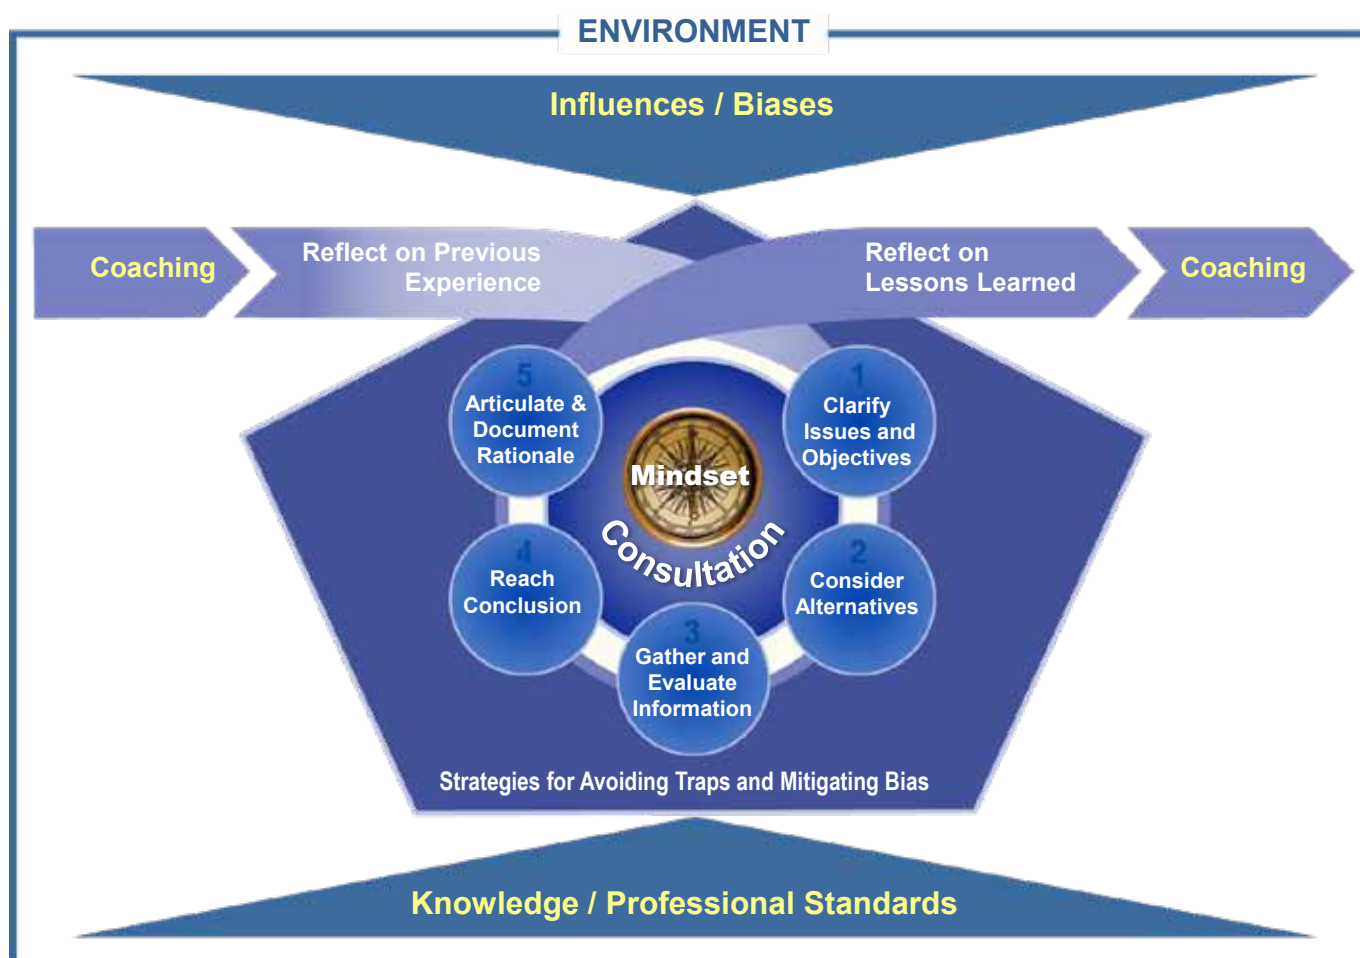 ENVIRONMENT
Influences / Biases
Coaching
Reflect on Previous
Experience
Reflect on
Lessons Learned
Coaching
5
Articulate &
Document
Rationale
1
Clarify
Issues and
Objectives
Mindset
Consultation
4
Reach
Conclusion
2
Consider
Alternatives
3
Gather and
Evaluate
Information
Strategies for Avoiding Traps and Mitigating Bias
Knowledge / Professional Standards